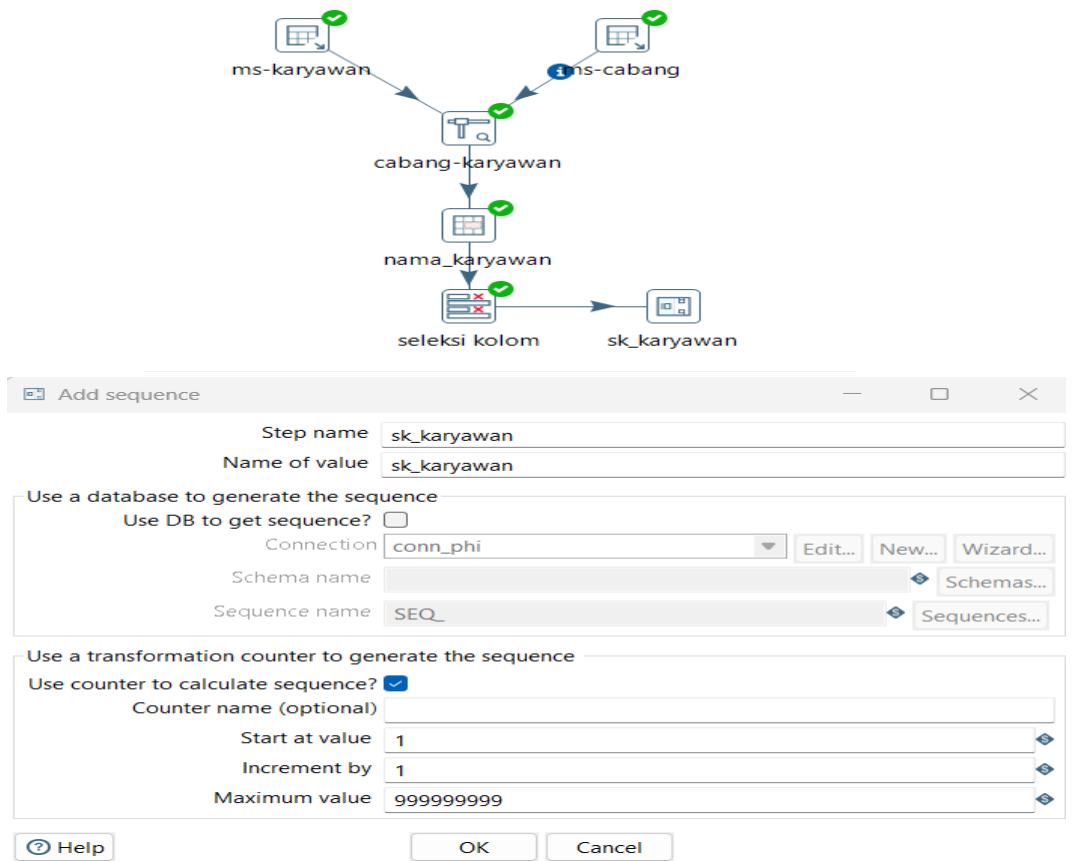 ms-karyawan
ms-cabang
cabang-karyawan
nama_karyawan
seleksi kolom
sk_karyawan
Add sequence
Step name sk_karyawan
Name of value sk_karyawan
Use a database to generate the sequence
Use DB to get sequence?
Connection conn_phi Edit... New... Wizard...
Schema name Schemas...
Sequence name SEQ_ Sequences...
Use a transformation counter to generate the sequence
Use counter to calculate sequence?
Counter name (optional)
Start at value 1
Increment by 1
Maximum value 999999999
Help OK Cancel